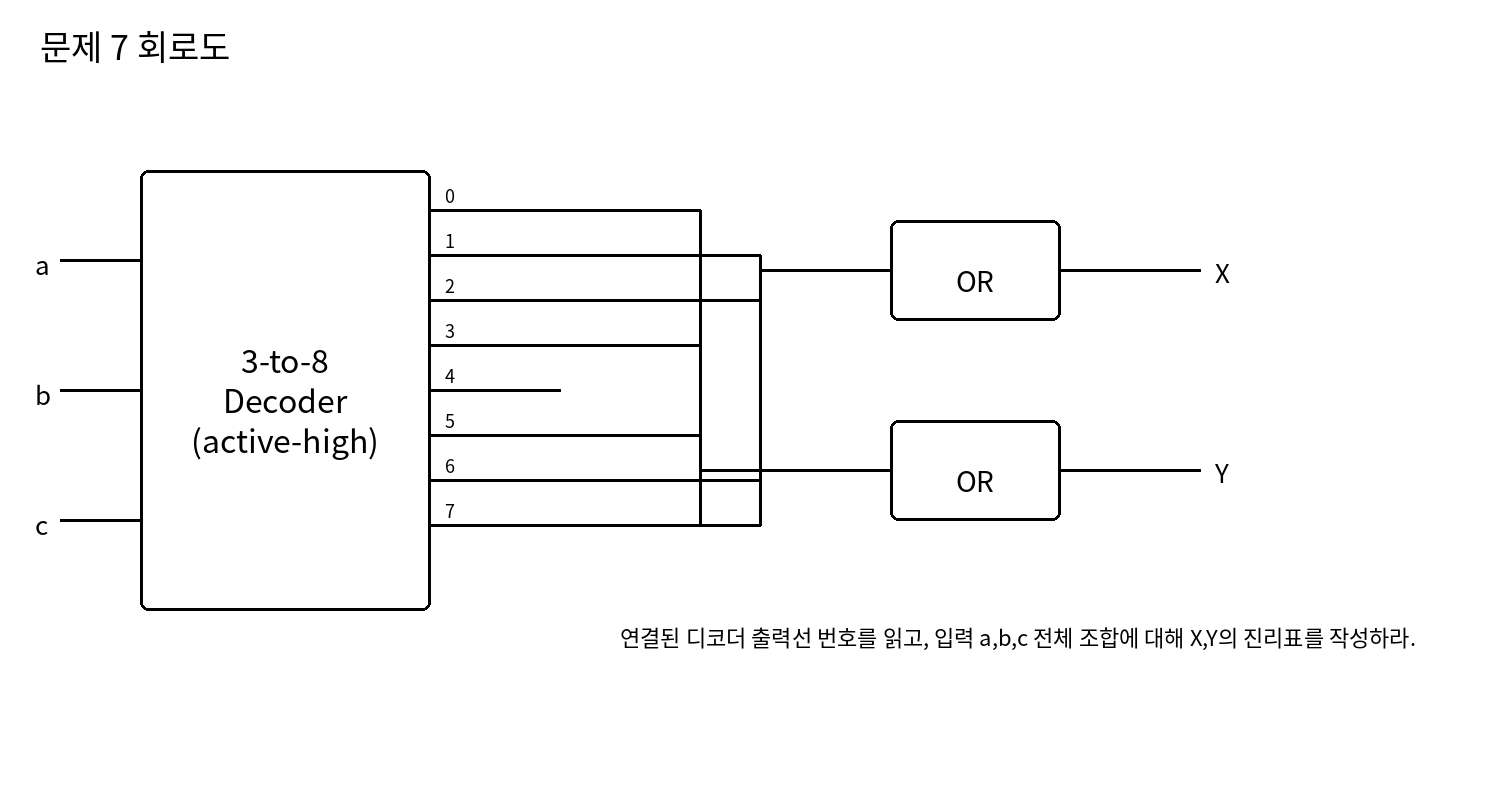 문제 7 회로도
0
1
2
3
4
5
6
7
a
b
c
3-to-8
Decoder
(active-high)
OR
X
OR
Y
연결된 디코더 출력선 번호를 읽고, 입력 a,b,c 전체 조합에 대해 X,Y의 진리표를 작성하라.